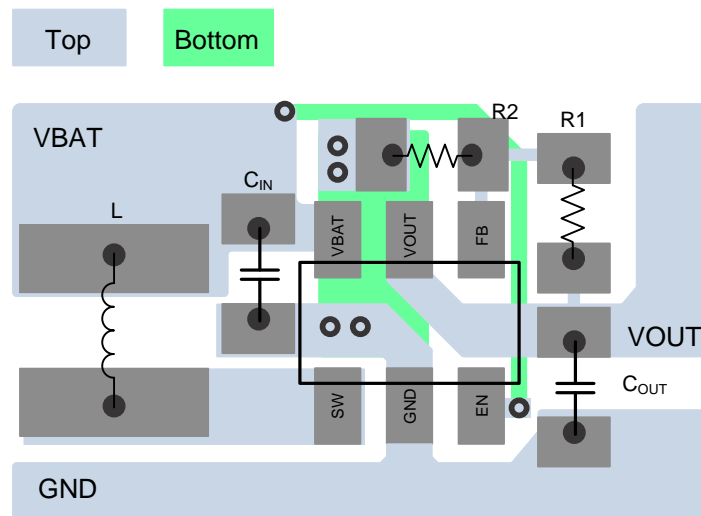 Top
Bottom
R2
R1
VBAT
CIN
L
VBAT
VOUT
FB
VOUT
COUT
SW
GND
EN
GND